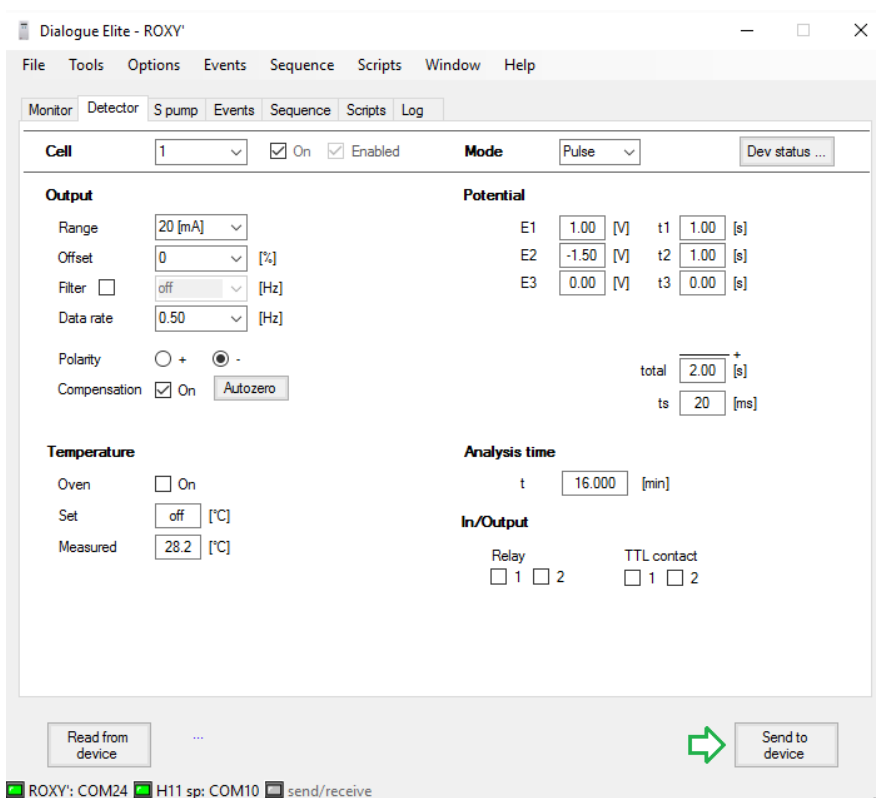 Dialogue Elite - ROXY'
File Tools Options Events Sequence Scripts Window Help
Monitor Detector S pump Events Sequence Scripts Log
Cell 1 On Enabled Mode Pulse Dev status ...
Output Potential
Range 20 [mA] E1 1.00 [V] t1 1.00 [s]
Offset 0 [%] E2 -1.50 [V] t2 1.00 [s]
Filter off [Hz] E3 0.00 [V] t3 0.00 [s]
Data rate 0.50 [Hz]
Polarity + - +
total 2.00 [s]
Compensation On Autozero
ts 20 [ms]
Temperature Analysis time
Oven On t 16.000 [min]
Set off [°C]
In/Output
Measured 28.2 [°C]
Relay TTL contact
1 2 1 2
Read from
device
...
Send to
device
ROXY': COM24 H11 sp: COM10 send/receive